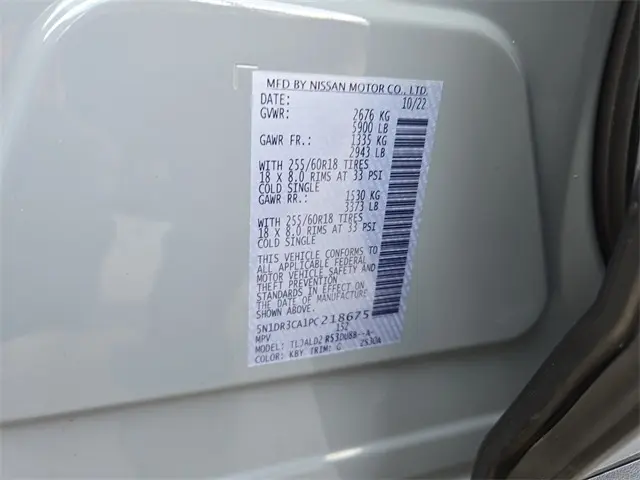 MFD BY NISSAN MOTOR CO., LTD.
DATE: 10/22
GVWR: 2676 KG
5900 LB
GAWR FR.: 1335 KG
2943 LB
WITH 255/60R18 TIRES
18 X 8.0 RIMS AT 33 PSI
COLD SINGLE
GAWR RR.: 1530 KG
3373 LB
WITH 255/60R18 TIRES
18 X 8.0 RIMS AT 33 PSI
COLD SINGLE
THIS VEHICLE CONFORMS TO
ALL APPLICABLE FEDERAL
MOTOR VEHICLE SAFETY AND
THEFT PREVENTION
STANDARDS IN EFFECT ON
THE DATE OF MANUFACTURE
SHOWN ABOVE.
5N1DR3CA1PC218675
MPV 152
MODEL: TLJALD2
COLOR: KBY TRIM: G 2S30A